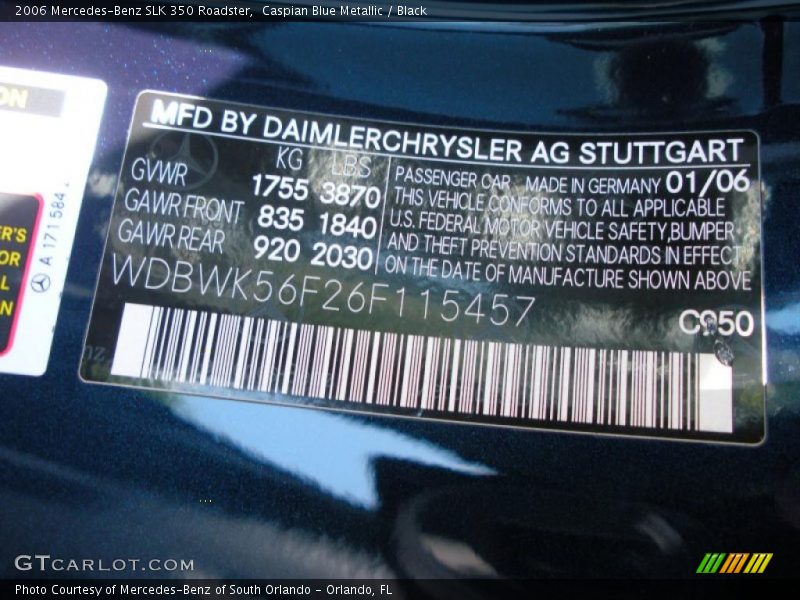 2006 Mercedes-Benz SLK 350 Roadster,  Caspian Blue Metallic / Black
ON
MFD BY DAIMLERCHRYSLER AG STUTTGART
KG LBS
GVWR 1755 3870
GAWR FRONT 835 1840
GAWR REAR 920 2030
PASSENGER CAR MADE IN GERMANY 01/06
THIS VEHICLE CONFORMS TO ALL APPLICABLE
U.S. FEDERAL MOTOR VEHICLE SAFETY,BUMPER
AND THEFT PREVENTION STANDARDS IN EFFECT
ON THE DATE OF MANUFACTURE SHOWN ABOVE
WDBWK56F26F115457
C950
A 171 584
ER'S
OR
L
N
GTCARLOT.COM
Photo Courtesy of Mercedes-Benz of South Orlando - Orlando, FL